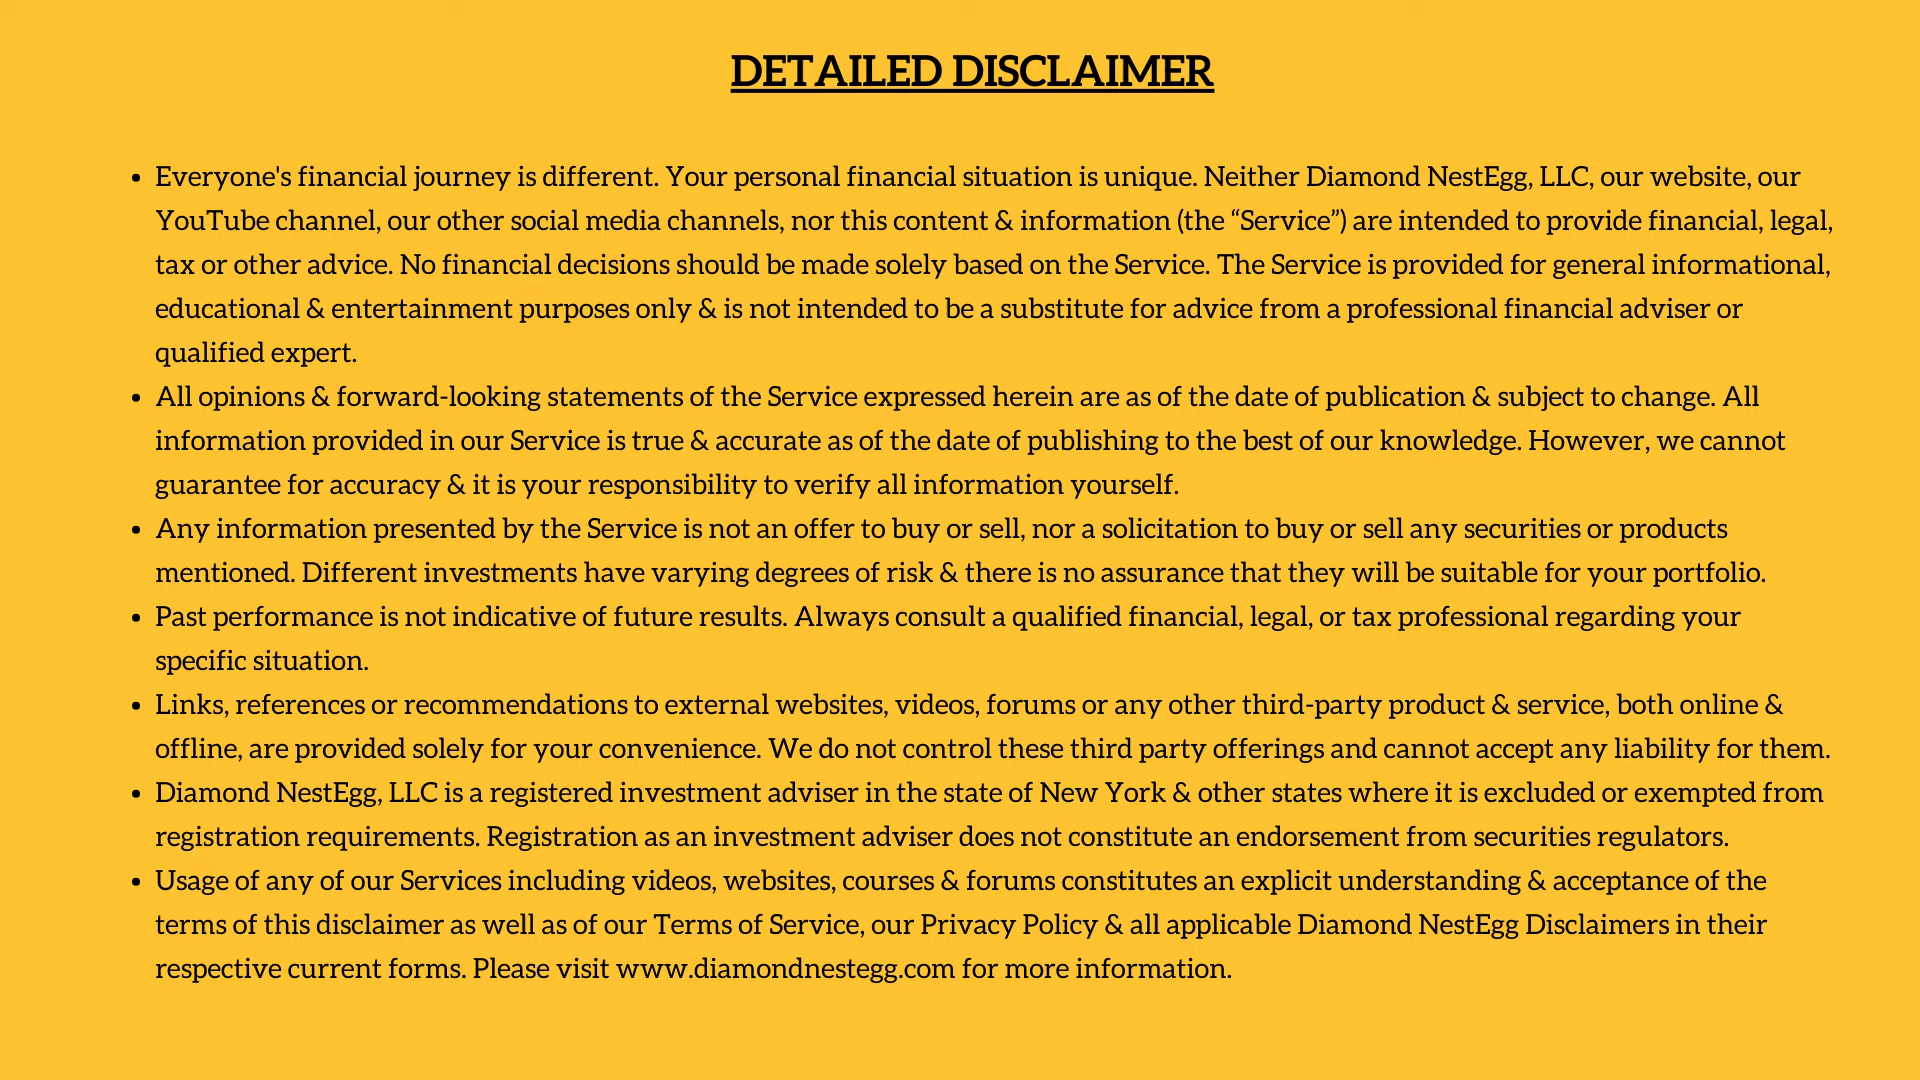 DETAILED DISCLAIMER
• Everyone's financial journey is different. Your personal financial situation is unique. Neither Diamond NestEgg, LLC, our website, our
YouTube channel, our other social media channels, nor this content & information (the “Service”) are intended to provide financial, legal,
tax or other advice. No financial decisions should be made solely based on the Service. The Service is provided for general informational,
educational & entertainment purposes only & is not intended to be a substitute for advice from a professional financial adviser or
qualified expert.
• All opinions & forward-looking statements of the Service expressed herein are as of the date of publication & subject to change. All
information provided in our Service is true & accurate as of the date of publishing to the best of our knowledge. However, we cannot
guarantee for accuracy & it is your responsibility to verify all information yourself.
• Any information presented by the Service is not an offer to buy or sell, nor a solicitation to buy or sell any securities or products
mentioned. Different investments have varying degrees of risk & there is no assurance that they will be suitable for your portfolio.
• Past performance is not indicative of future results. Always consult a qualified financial, legal, or tax professional regarding your
specific situation.
• Links, references or recommendations to external websites, videos, forums or any other third-party product & service, both online &
offline, are provided solely for your convenience. We do not control these third party offerings and cannot accept any liability for them.
• Diamond NestEgg, LLC is a registered investment adviser in the state of New York & other states where it is excluded or exempted from
registration requirements. Registration as an investment adviser does not constitute an endorsement from securities regulators.
• Usage of any of our Services including videos, websites, courses & forums constitutes an explicit understanding & acceptance of the
terms of this disclaimer as well as of our Terms of Service, our Privacy Policy & all applicable Diamond NestEgg Disclaimers in their
respective current forms. Please visit www.diamondnestegg.com for more information.